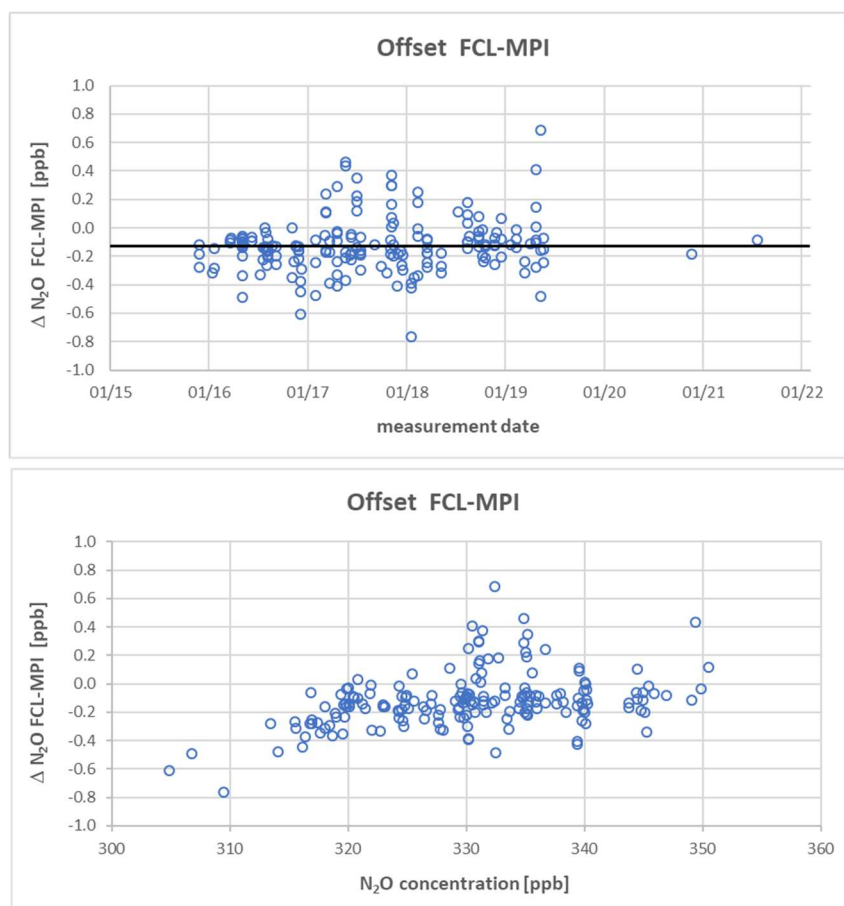 Offset FCL-MPI
Δ N₂O FCL-MPI [ppb]
1.0
0.8
0.6
0.4
0.2
0.0
-0.2
-0.4
-0.6
-0.8
-1.0
01/15 01/16 01/17 01/18 01/19 01/20 01/21 01/22
measurement date
Offset FCL-MPI
Δ N₂O FCL-MPI [ppb]
1.0
0.8
0.6
0.4
0.2
0.0
-0.2
-0.4
-0.6
-0.8
-1.0
300 310 320 330 340 350 360
N₂O concentration [ppb]